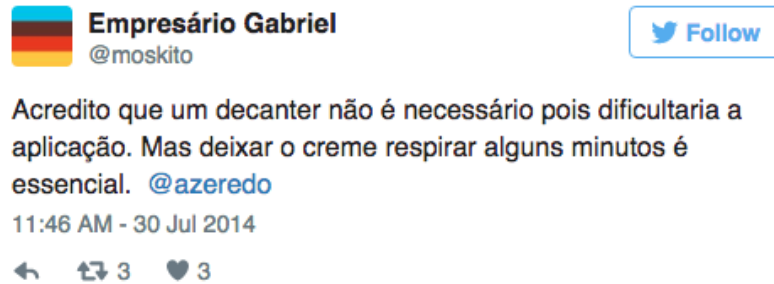 Empresário Gabriel
@moskito
Follow
Acredito que um decanter não é necessário pois dificultaria a
aplicação. Mas deixar o creme respirar alguns minutos é
essencial. @azeredo
11:46 AM - 30 Jul 2014
3 3